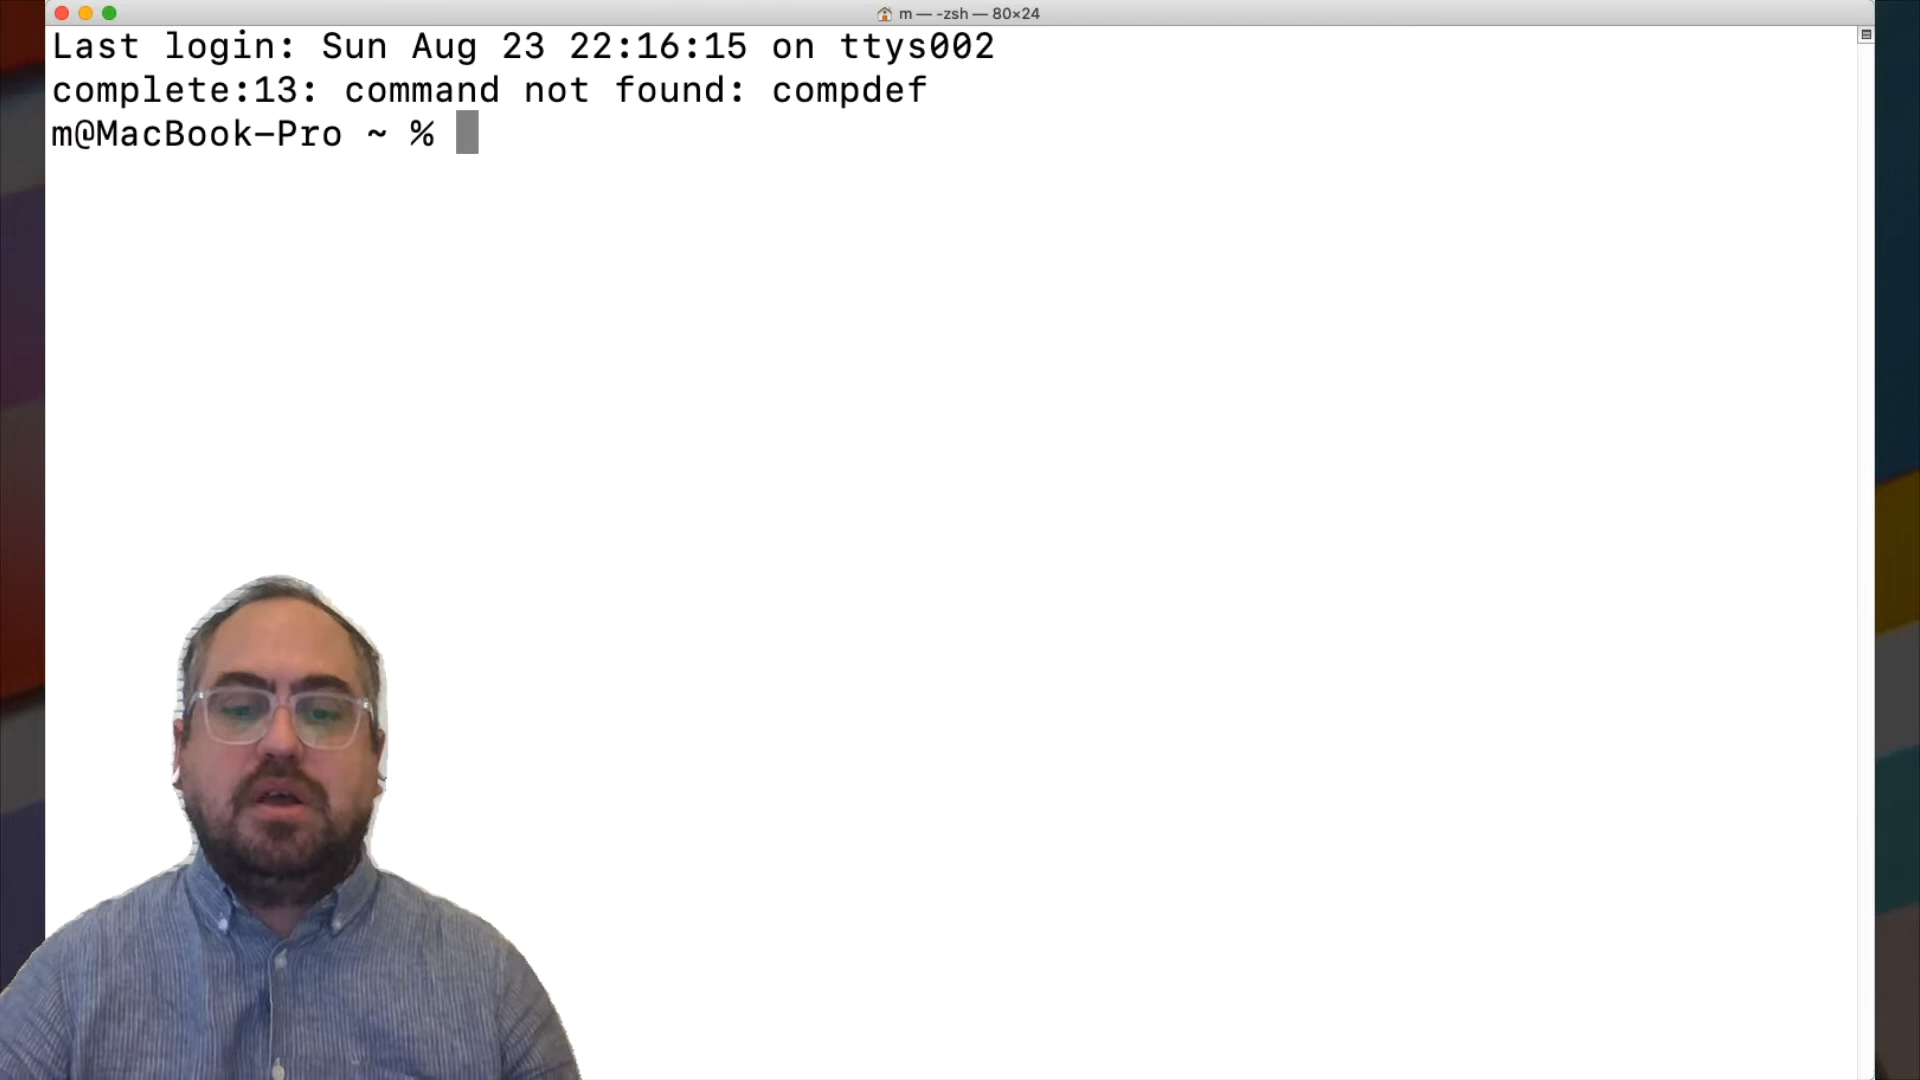 m — -zsh — 80×24
Last login: Sun Aug 23 22:16:15 on ttys002
complete:13: command not found: compdef
m@MacBook-Pro ~ %